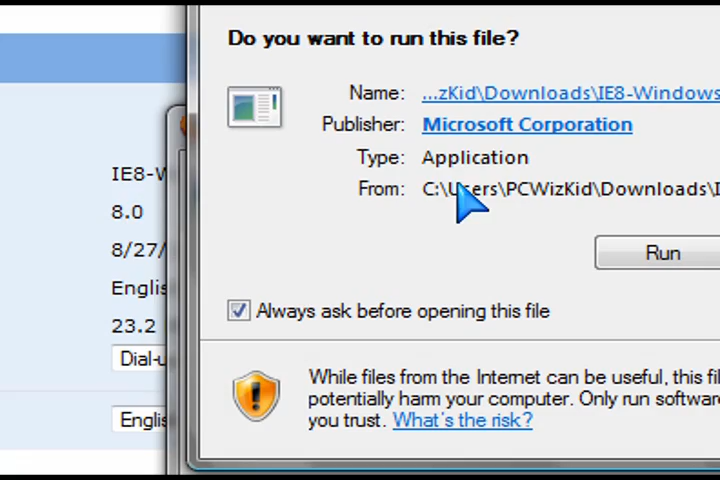 Do you want to run this file?
Name: ...zKid\Downloads\IE8-Windows
Publisher: Microsoft Corporation
Type: Application
From: C:\Users\PCWizKid\Downloads\I
Run
Always ask before opening this file
While files from the Internet can be useful, this fil
potentially harm your computer. Only run software
you trust. What's the risk?
IE8-W
8.0
8/27/
Englis
23.2
Dial-u
Englis